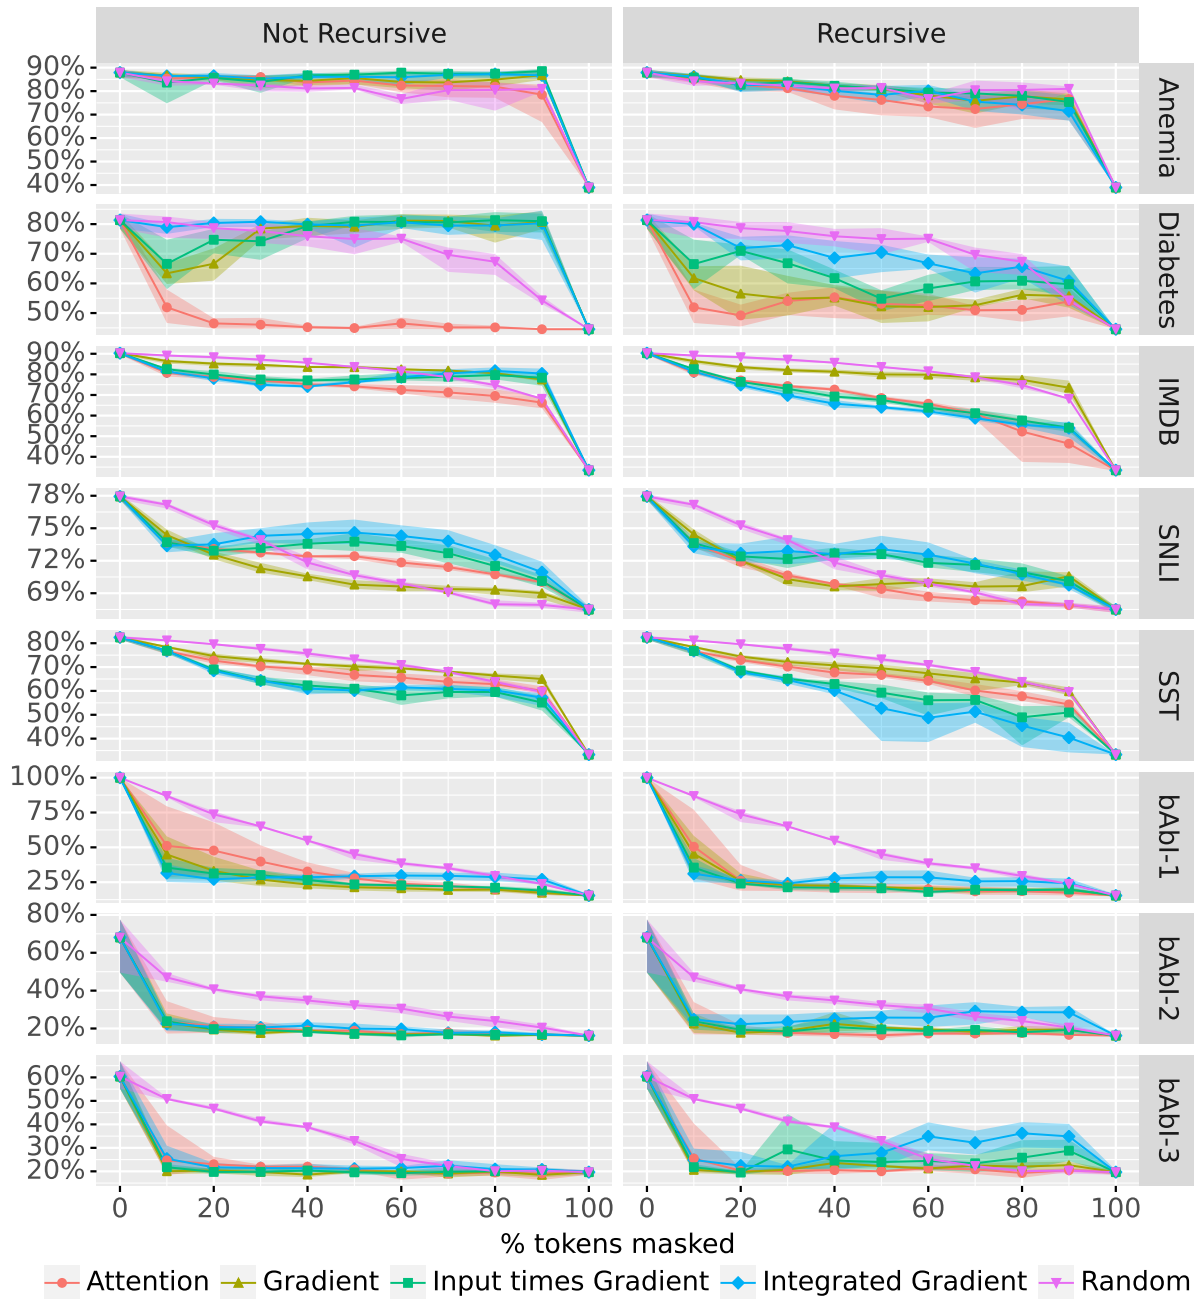 Not Recursive
Recursive
90%
80%
70%
60%
50%
40%
Anemia
80%
70%
60%
50%
Diabetes
90%
80%
70%
60%
50%
40%
IMDB
78%
75%
72%
69%
SNLI
80%
70%
60%
50%
40%
SST
100%
75%
50%
25%
bAbI-1
80%
60%
40%
20%
bAbI-2
60%
50%
40%
30%
20%
bAbI-3
0 20 40 60 80 100 0 20 40 60 80 100
% tokens masked
Attention Gradient Input times Gradient Integrated Gradient Random